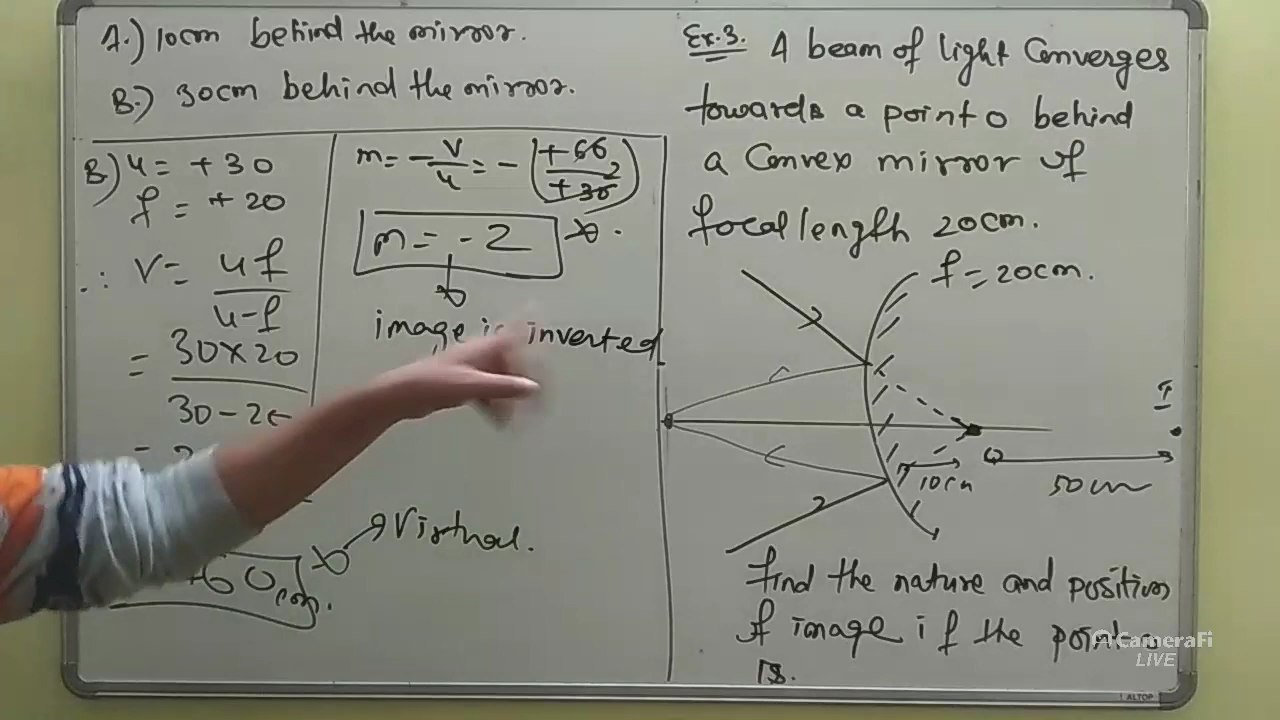 A.) 10cm behind the mirror.
B.) 30cm behind the mirror.
B) u = +30
f = +20
∴ v = uf
u-f
= 30×20
30-20
=
+60cm.
Virtual.
m = -v/u = -(+60/+30) 2
m = -2
image is inverted
Ex.3. A beam of light converges
towards a point o behind
a Convex mirror of
focal length 20cm.
f = 20cm.
I
10cm
50cm
find the nature and position
of image if the point o
is.
CameraFi
LIVE
ALTOP